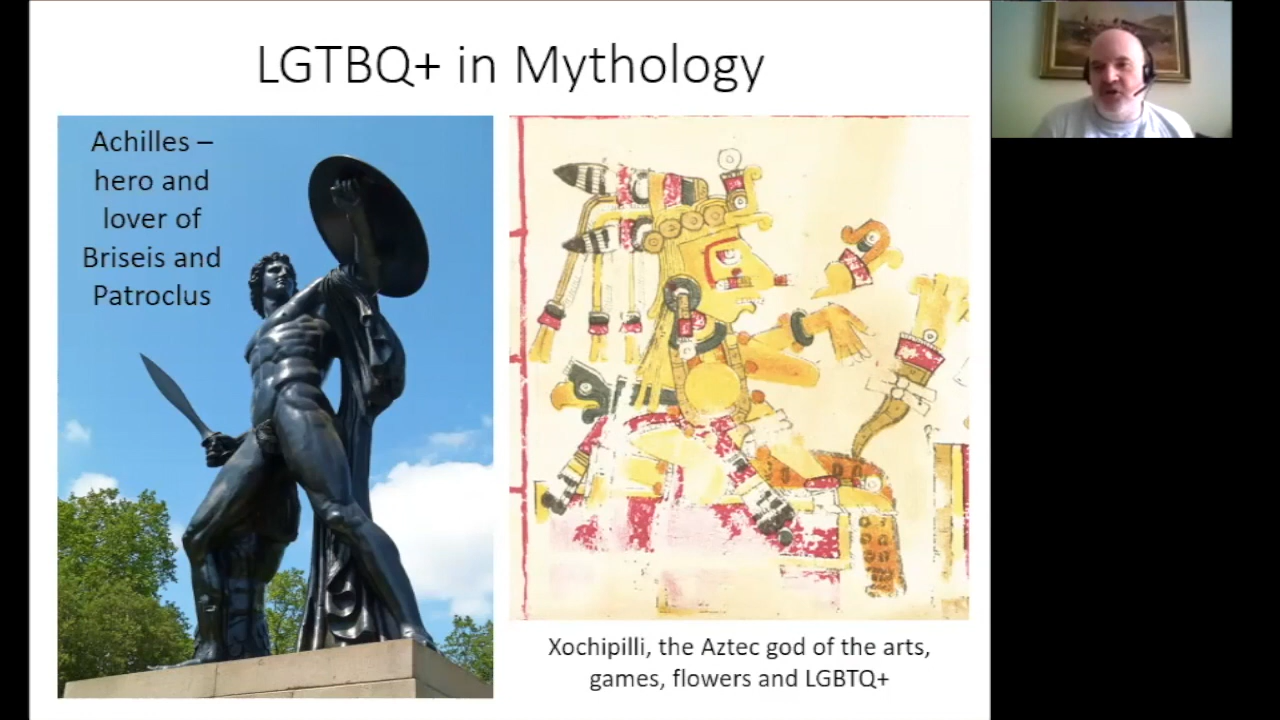 LGTBQ+ in Mythology
Achilles –
hero and
lover of
Briseis and
Patroclus
Xochipilli, the Aztec god of the arts,
games, flowers and LGBTQ+